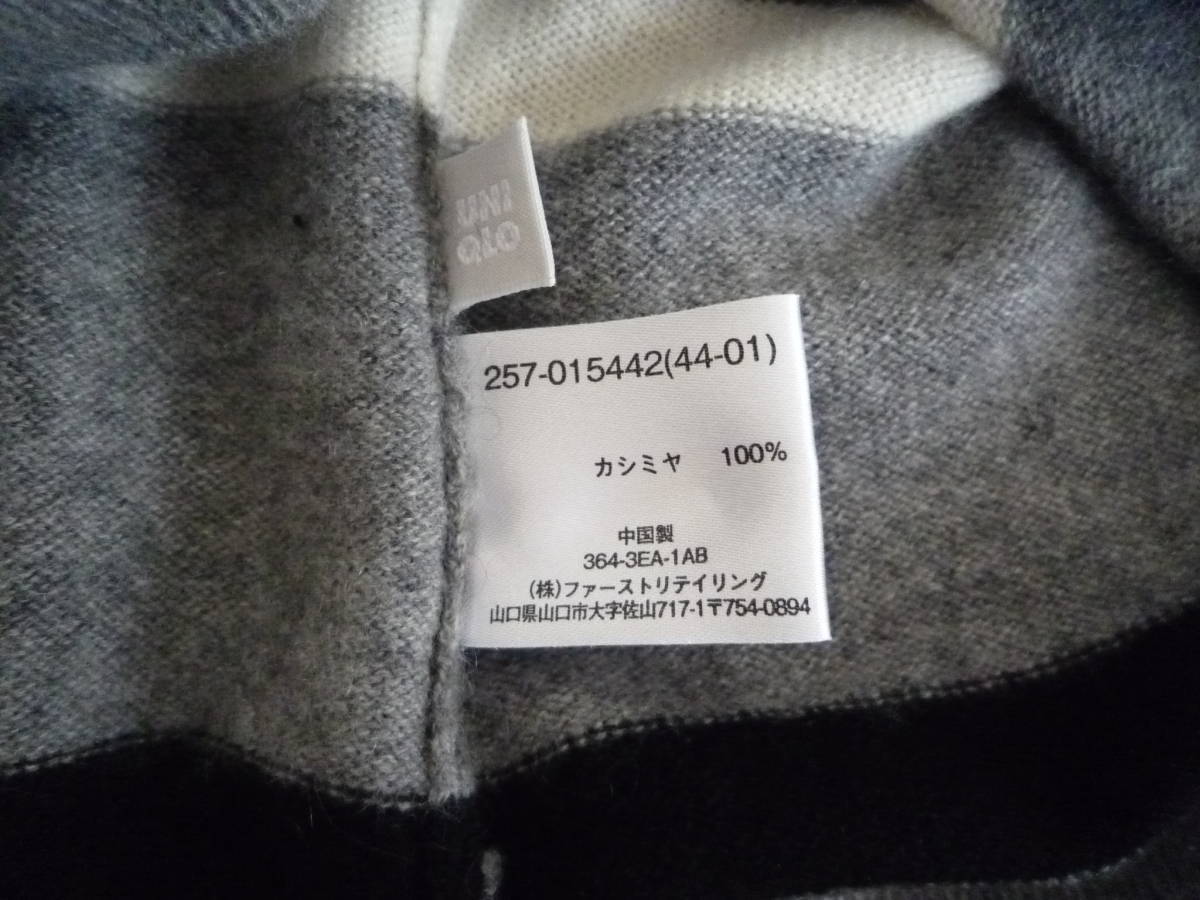 UNI
QLO
257-015442(44-01)
カシミヤ 100%
中国製
364-3EA-1AB
(株)ファーストリテイリング
山口県山口市大字佐山717-1〒754-0894